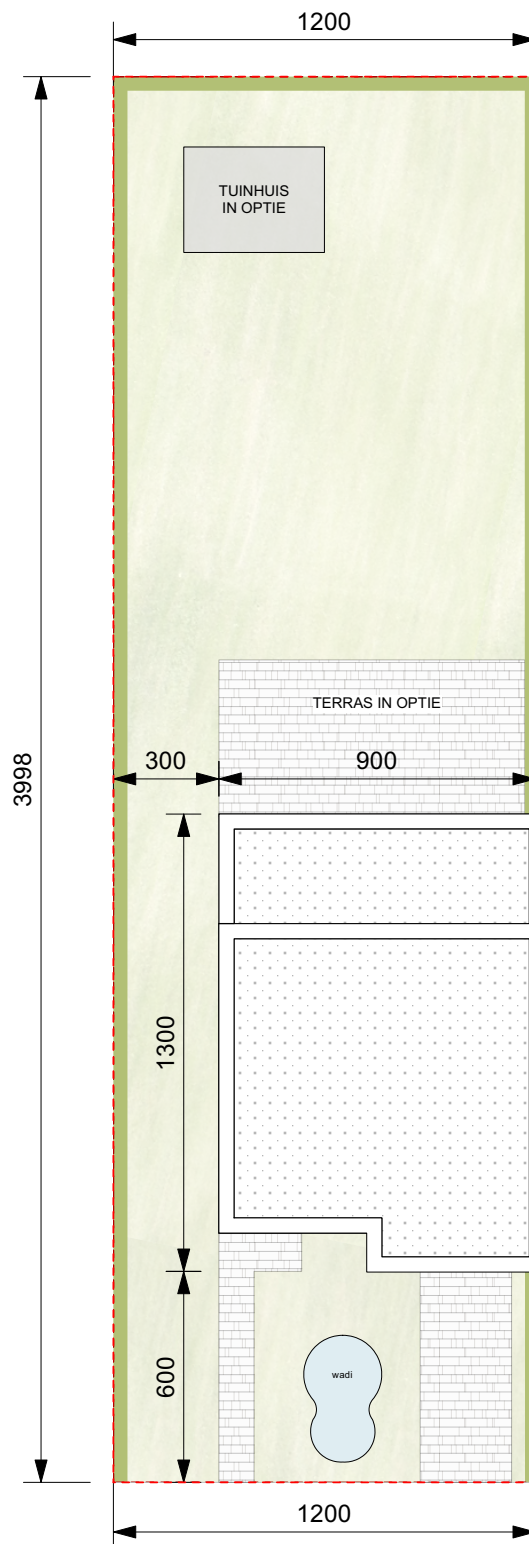 1200
TUINHUIS
IN OPTIE
TERRAS IN OPTIE
300
900
3998
1300
600
wadi
1200